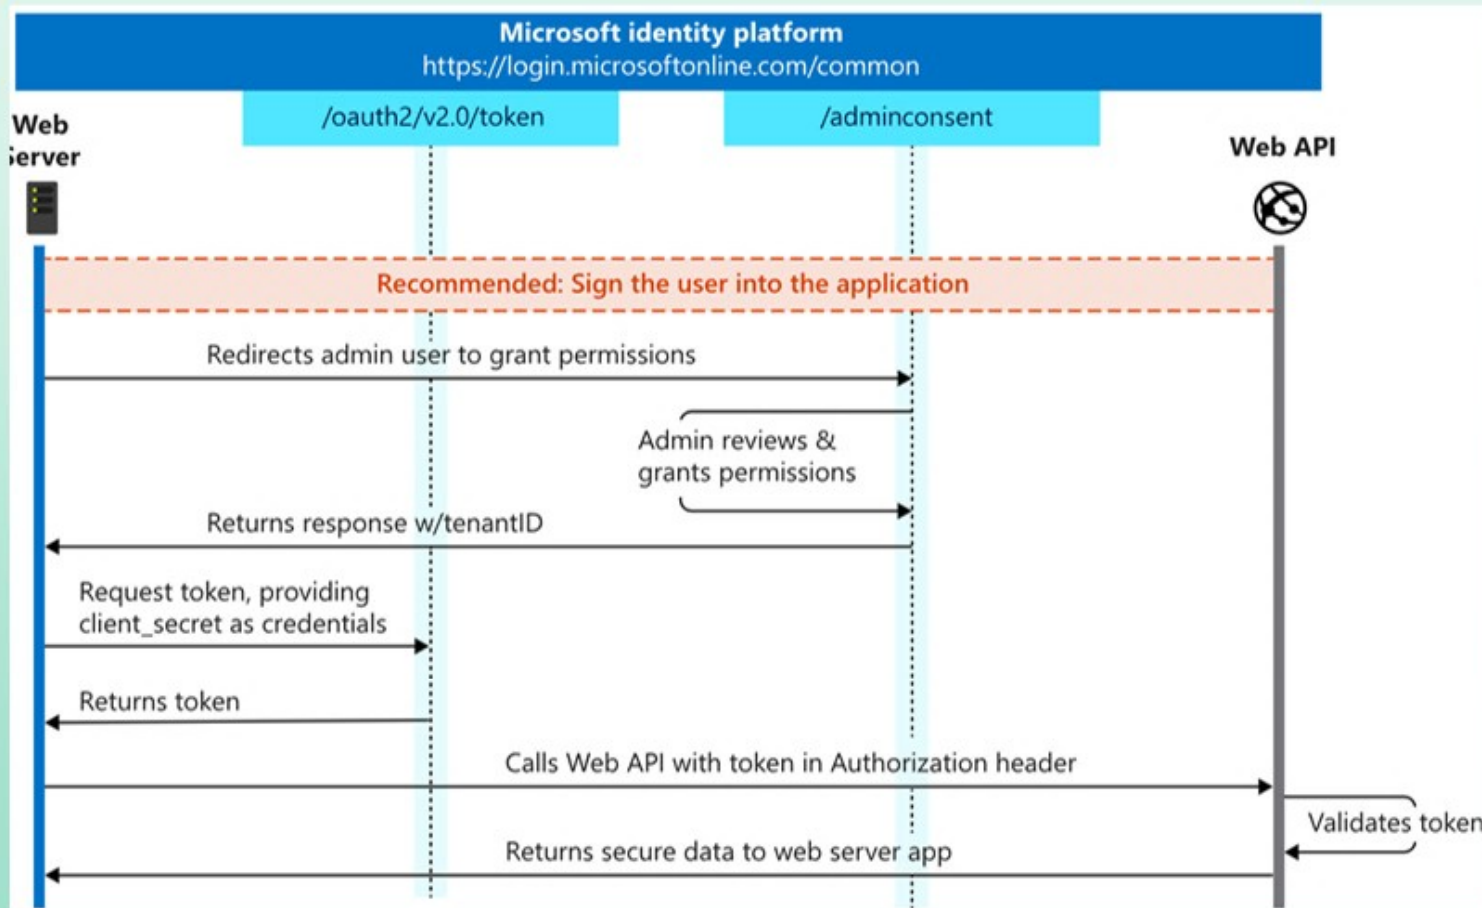 Microsoft identity platform
https://login.microsoftonline.com/common
/oauth2/v2.0/token
/adminconsent
Web
Server
Web API
Recommended: Sign the user into the application
Redirects admin user to grant permissions
Admin reviews &
grants permissions
Returns response w/tenantID
Request token, providing
client_secret as credentials
Returns token
Calls Web API with token in Authorization header
Validates token
Returns secure data to web server app